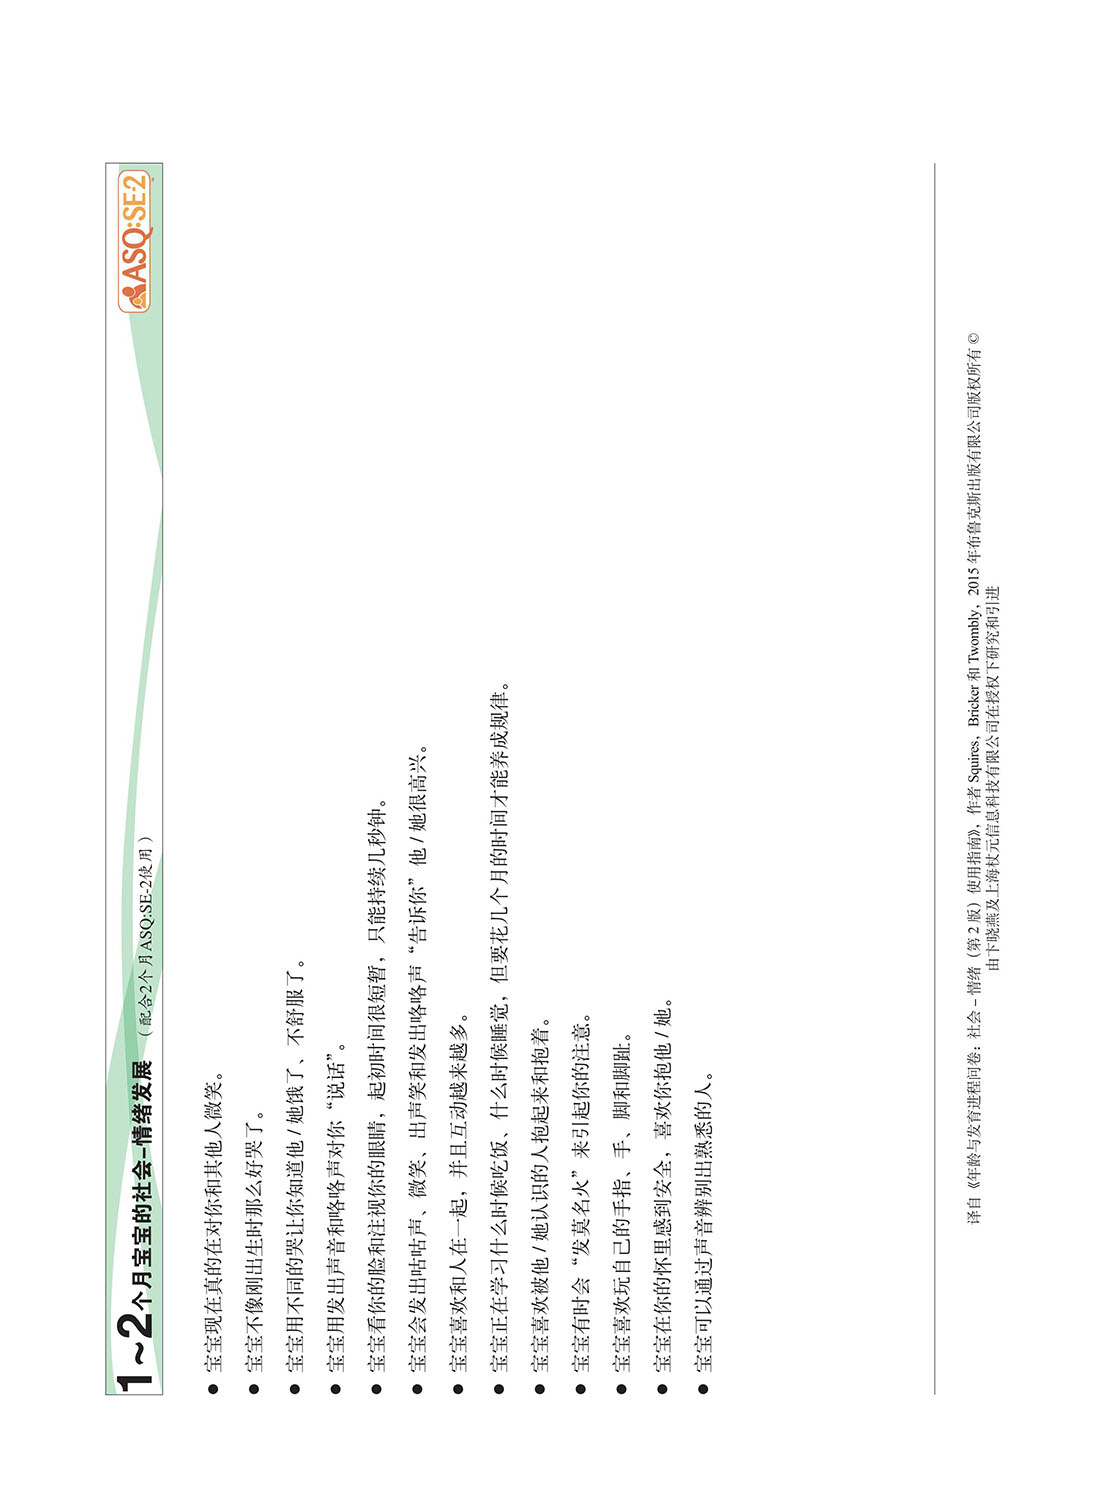 1~2个月宝宝的社会-情绪发展
（配合2个月ASQ:SE-2使用）
ASQ:SE-2
● 宝宝现在真的在对你和其他人微笑。
● 宝宝不像刚出生时那么好哭了。
● 宝宝用不同的哭让你知道他/她饿了、不舒服了。
● 宝宝用发出声音和咯咯声对你“说话”。
● 宝宝看你的脸和注视你的眼睛，起初时间很短暂，只能持续几秒钟。
● 宝宝会发出咕咕声、微笑、出声笑和发出咯咯声“告诉你”他/她很高兴。
● 宝宝喜欢和人在一起，并且互动越来越多。
● 宝宝正在学习什么时候吃饭、什么时候睡觉，但要花几个月的时间才能养成规律。
● 宝宝喜欢被他/她认识的人抱起来和抱着。
● 宝宝有时会“发莫名火”来引起你的注意。
● 宝宝喜欢玩自己的手指、手、脚和脚趾。
● 宝宝在你的怀里感到安全，喜欢你抱他/她。
● 宝宝可以通过声音辨别出熟悉的人。
译自《年龄与发育进程问卷：社会–情绪（第2版）使用指南》，作者 Squires，Bricker 和 Twombly，2015 年布鲁克斯出版有限公司版权所有 ©
由卞晓燕及上海杖元信息科技有限公司在授权下研究和引进